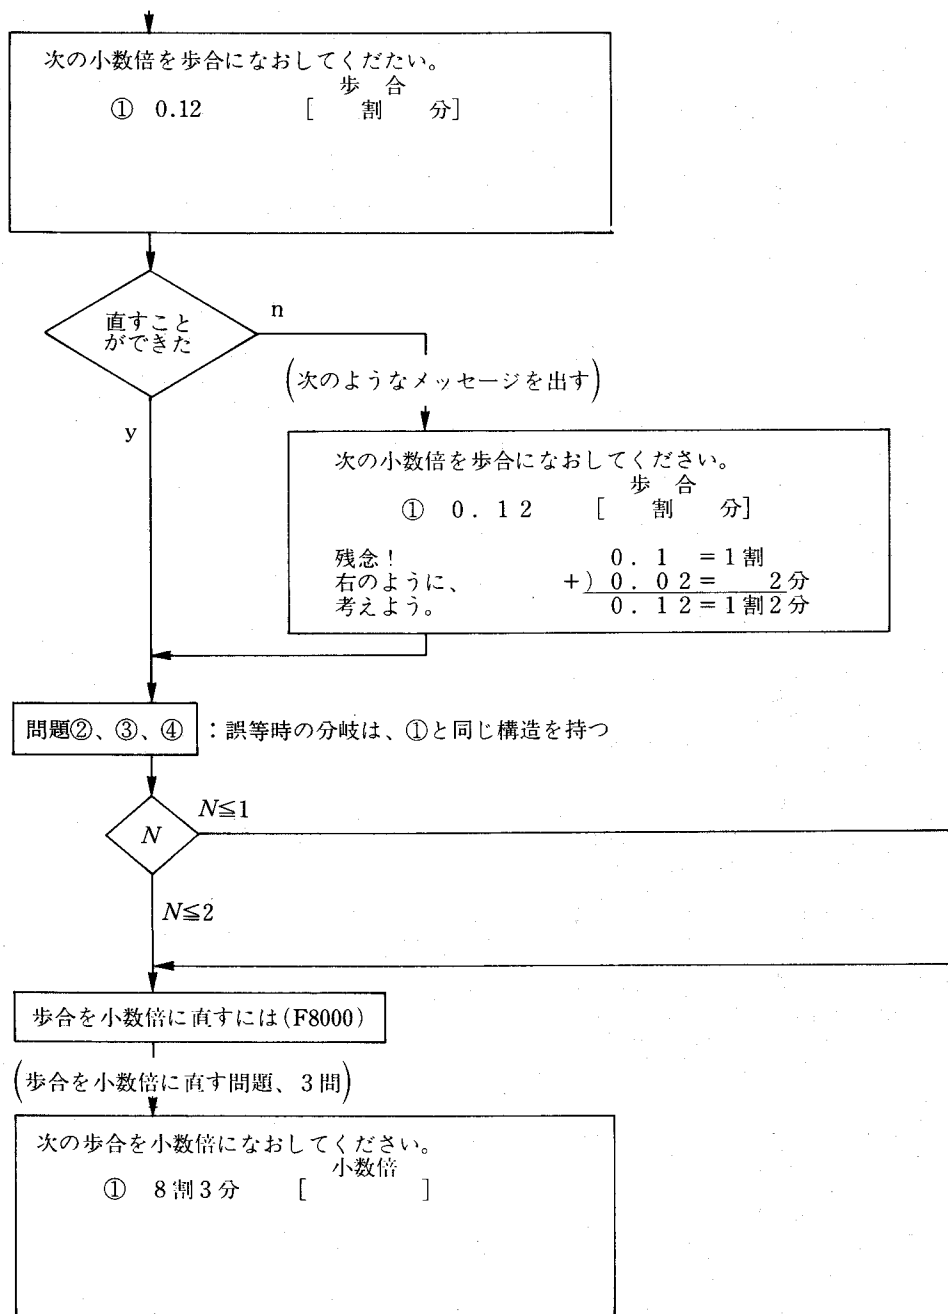 次の小数倍を歩合になおしてくだたい。
歩 合
① 0.12 [ 割 分]
直すこと
ができた
n
(次のようなメッセージを出す)
y
次の小数倍を歩合になおしてください。
歩 合
① 0.12 [ 割 分]
残念! 0.1 =1割
右のように、 +) 0.02= 2分
考えよう。 0.12=1割2分
問題②、③、④ :誤等時の分岐は、①と同じ構造を持つ
N≦1
N
N≦2
歩合を小数倍に直すには(F8000)
(歩合を小数倍に直す問題、3問)
次の歩合を小数倍になおしてください。
小数倍
① 8割3分 [ ]